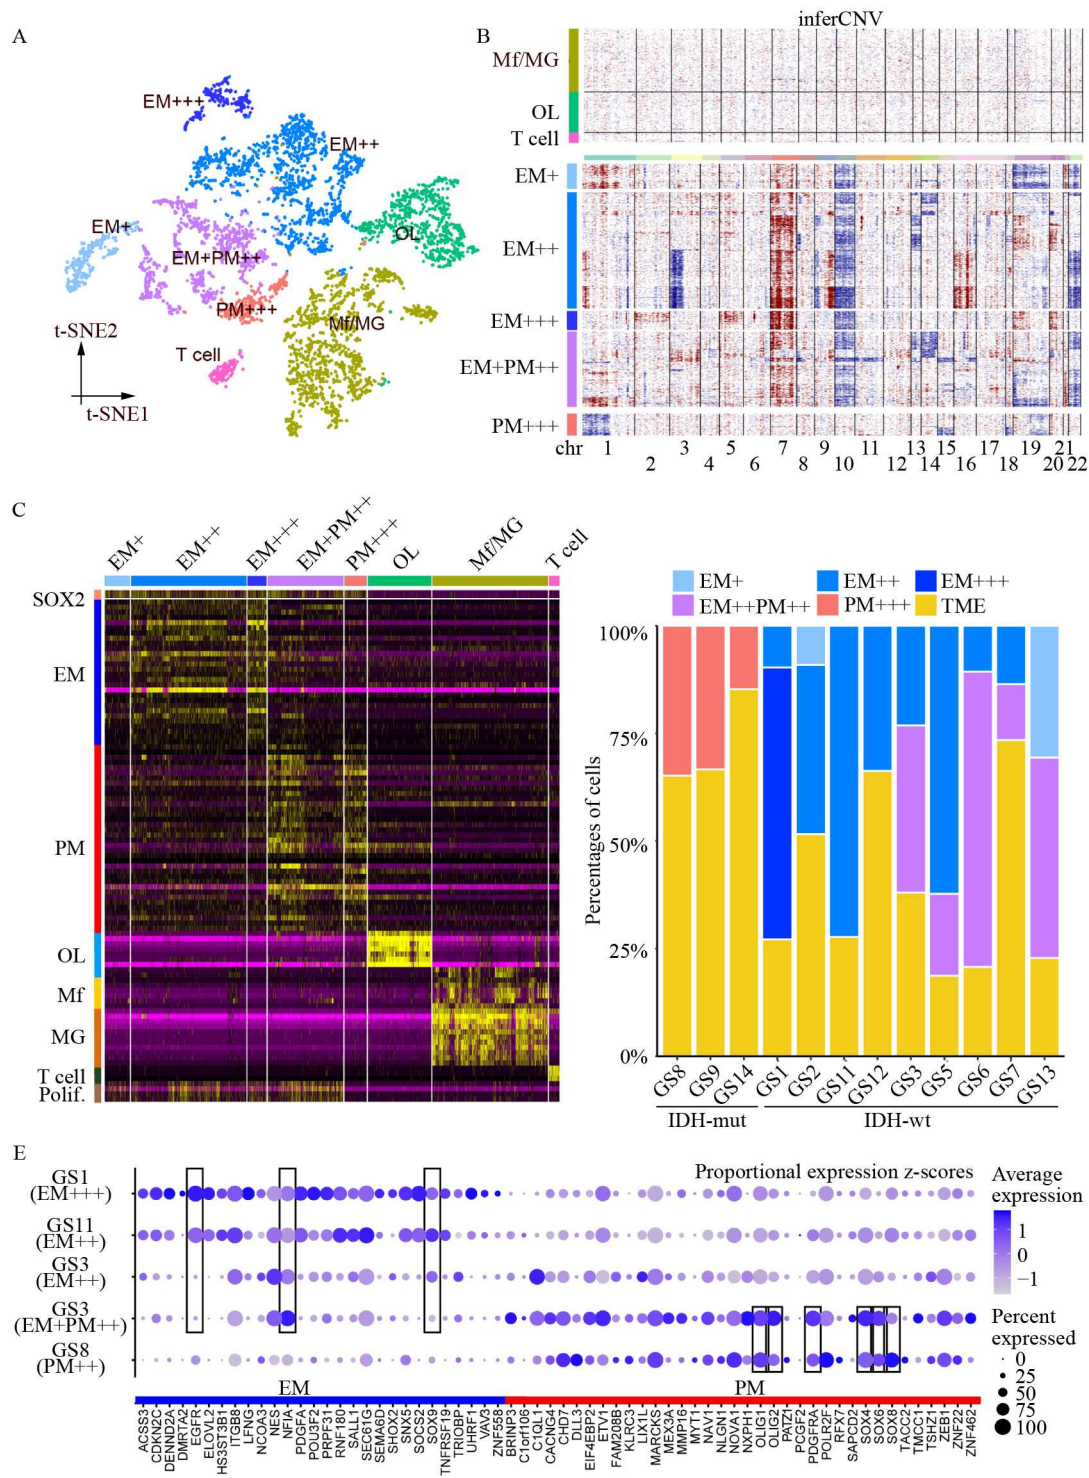 A
EM+++
EM++
EM+
OL
EM+PM++
PM+++
Mf/MG
T cell
t-SNE2
t-SNE1
B
inferCNV
Mf/MG
OL
T cell
EM+
EM++
EM+++
EM+PM++
PM+++
chr 1 3 5 7 9 11 13 15 17 19 21
2 4 6 8 10 12 14 16 18 20 22
C
EM+ EM++ EM+++ EM+PM++ PM+++ OL Mf/MG T cell
SOX2
EM
PM
OL
Mf
MG
T cell
Polif.
EM+ EM++ EM+++
EM++PM++ PM+++ TME
Percentages of cells
100%
75%
50%
25%
0%
GS8 GS9 GS14 GS1 GS2 GS11 GS12 GS3 GS5 GS6 GS7 GS13
IDH-mut IDH-wt
E
Proportional expression z-scores
GS1
(EM+++)
GS11
(EM++)
GS3
(EM++)
GS3
(EM+PM++)
GS8
(PM++)
Average
expression
1
0
−1
Percent
expressed
0
25
50
75
100
EM PM
ACSS3 CDKN2C DENND2A DMRTA2 EGFR ELOVL2 HS3ST3B1 ITGB8 LFNG NCOA3 NES NFIA PDGFA POU3F2 PRPF31 RNF180 SALL1 SEC61G SEMA6D SHOX2 SNX5 SOCS2 SOX9 TNFRSF19 TRIOBP UHRF1 VAV3 ZNF558 BRINP3 C1orf106 C1QL1 CACNG4 CHD7 DLL3 EIF4EBP2 ETV1 FAM208B KLRC3 LIX1 MARCKS MEX3A MMP16 MYT1 NAV1 NLGN1 NOVA1 NXPH1 OLIG1 OLIG2 PATZ1 PCGF2 PDGFRA POLR2F RFX7 SAPCD2 SOX4 SOX6 SOX8 TACC2 TMCC1 TSHZ1 ZEB1 ZNF22 ZNF462